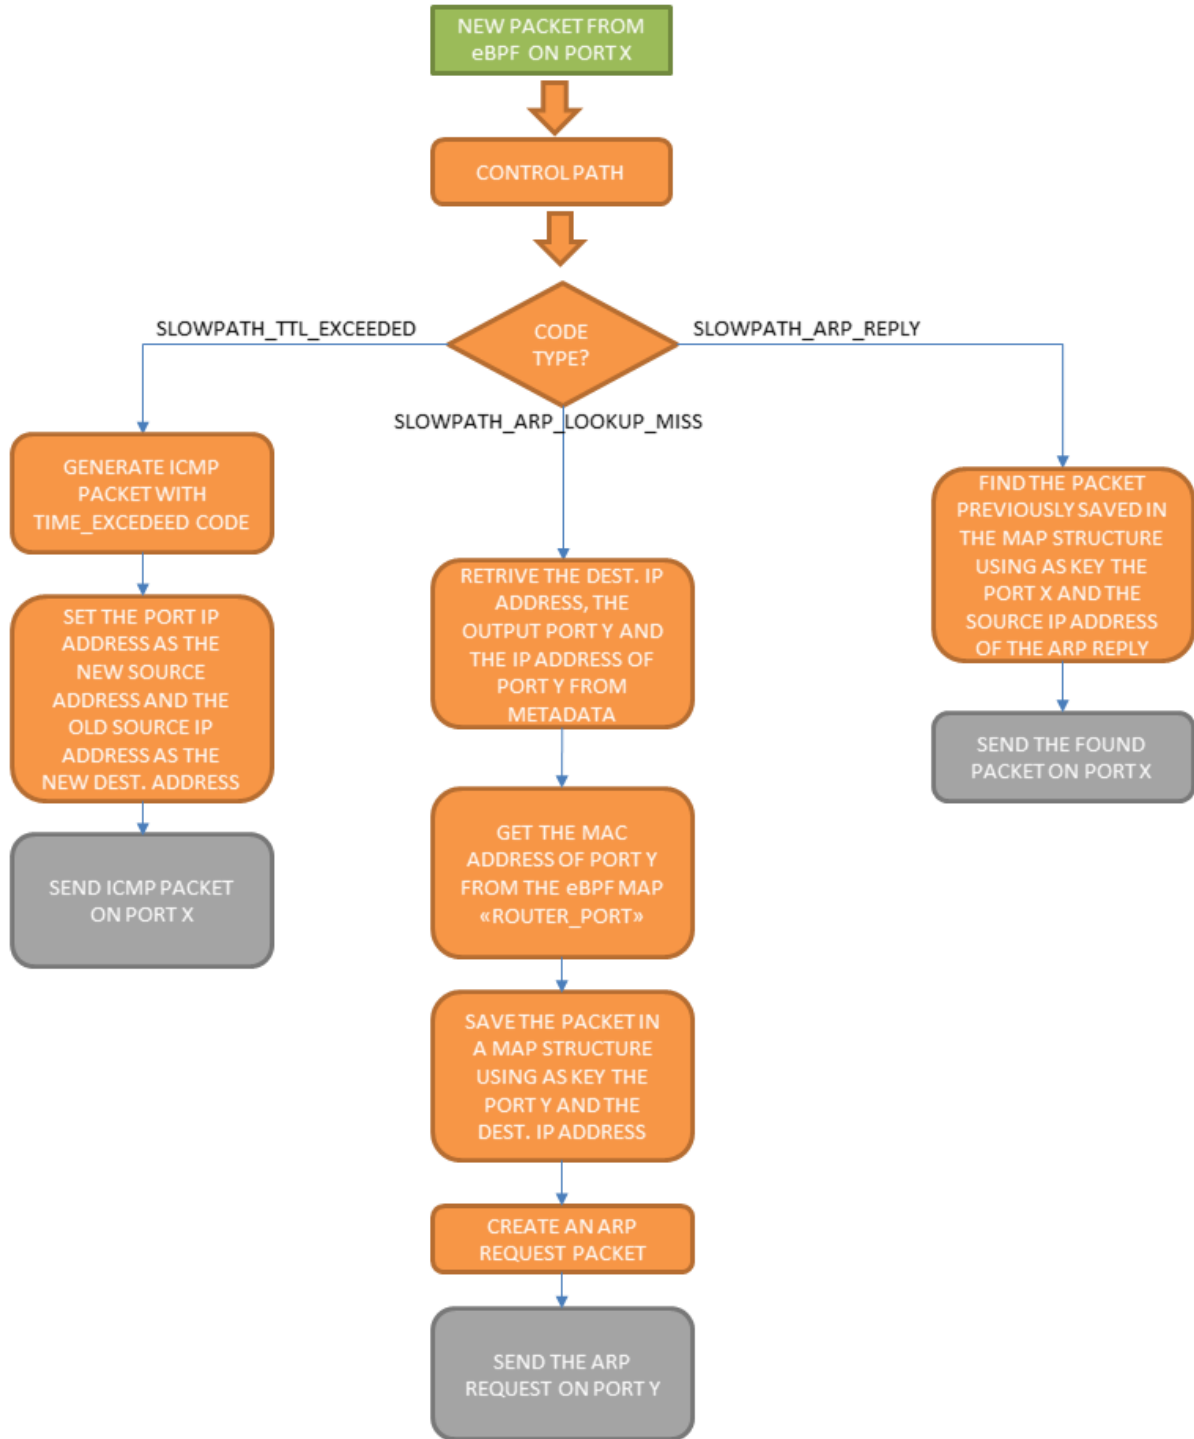 NEW PACKET FROM
eBPF ON PORT X
CONTROL PATH
CODE
TYPE?
SLOWPATH_TTL_EXCEEDED
SLOWPATH_ARP_REPLY
SLOWPATH_ARP_LOOKUP_MISS
GENERATE ICMP
PACKET WITH
TIME_EXCEDEED CODE
SET THE PORT IP
ADDRESS AS THE
NEW SOURCE
ADDRESS AND THE
OLD SOURCE IP
ADDRESS AS THE
NEW DEST. ADDRESS
SEND ICMP PACKET
ON PORT X
RETRIVE THE DEST. IP
ADDRESS, THE
OUTPUT PORT Y AND
THE IP ADDRESS OF
PORT Y FROM
METADATA
GET THE MAC
ADDRESS OF PORT Y
FROM THE eBPF MAP
«ROUTER_PORT»
SAVE THE PACKET IN
A MAP STRUCTURE
USING AS KEY THE
PORT Y AND THE
DEST. IP ADDRESS
CREATE AN ARP
REQUEST PACKET
SEND THE ARP
REQUEST ON PORT Y
FIND THE PACKET
PREVIOUSLY SAVED IN
THE MAP STRUCTURE
USING AS KEY THE
PORT X AND THE
SOURCE IP ADDRESS
OF THE ARP REPLY
SEND THE FOUND
PACKET ON PORT X